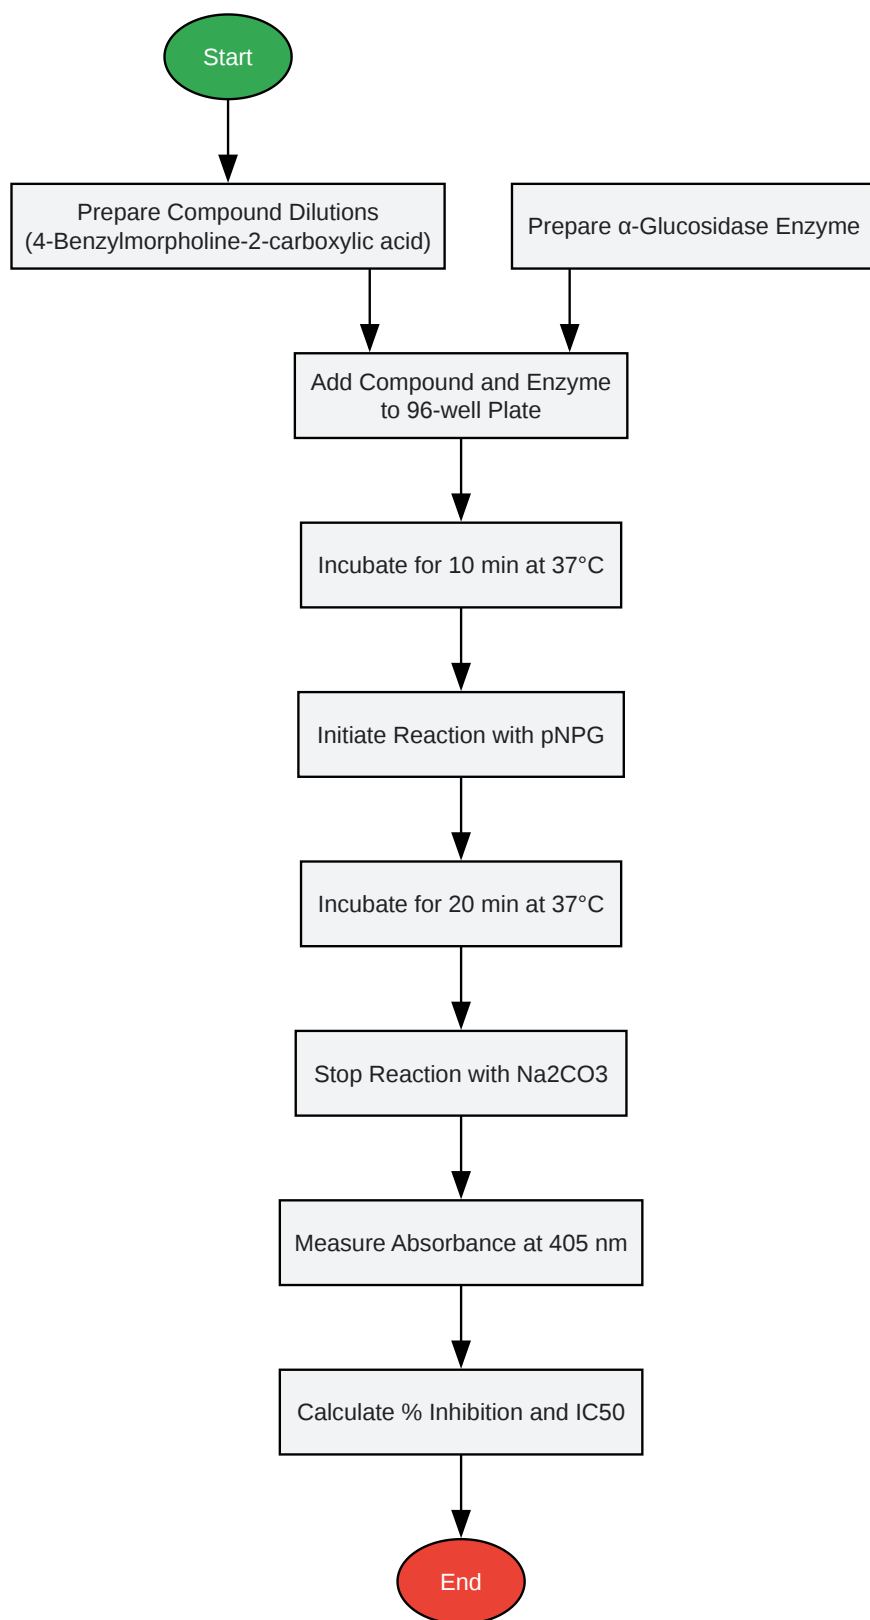 Start
Prepare Compound Dilutions
(4-Benzylmorpholine-2-carboxylic acid)
Prepare α-Glucosidase Enzyme
Add Compound and Enzyme
to 96-well Plate
Incubate for 10 min at 37°C
Initiate Reaction with pNPG
Incubate for 20 min at 37°C
Stop Reaction with Na2CO3
Measure Absorbance at 405 nm
Calculate % Inhibition and IC50
End